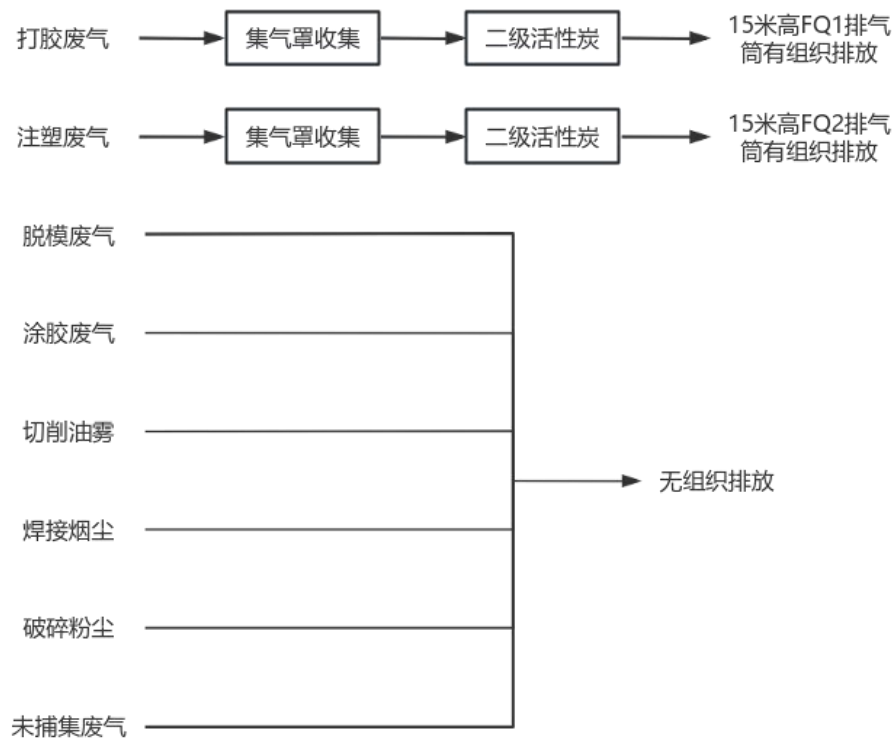 打胶废气
集气罩收集
二级活性炭
15米高FQ1排气
筒有组织排放
注塑废气
集气罩收集
二级活性炭
15米高FQ2排气
筒有组织排放
脱模废气
涂胶废气
切削油雾
焊接烟尘
无组织排放
破碎粉尘
未捕集废气